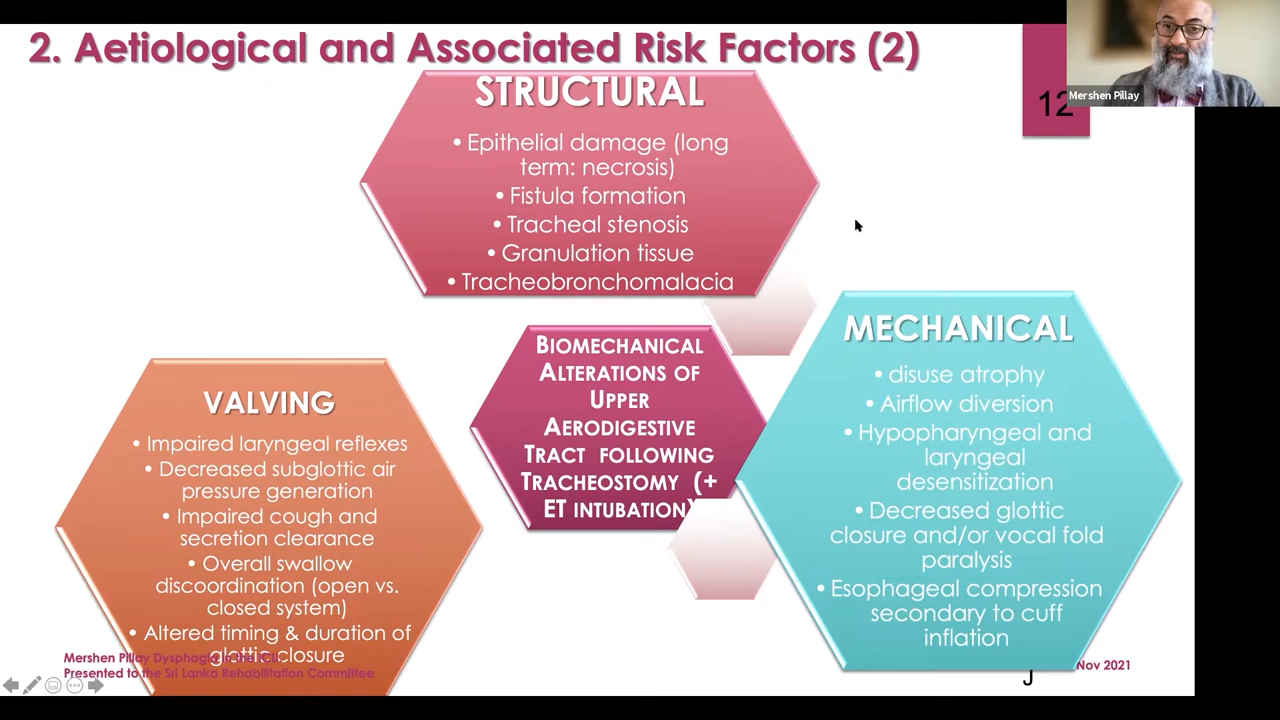 2. Aetiological and Associated Risk Factors (2)
Mershen Pillay
12
STRUCTURAL
• Epithelial damage (long
term: necrosis)
• Fistula formation
• Tracheal stenosis
• Granulation tissue
• Tracheobronchomalacia
BIOMECHANICAL
ALTERATIONS OF
UPPER
AERODIGESTIVE
TRACT FOLLOWING
TRACHEOSTOMY (+
ET INTUBATION)
MECHANICAL
• disuse atrophy
• Airflow diversion
• Hypopharyngeal and
laryngeal
desensitization
• Decreased glottic
closure and/or vocal fold
paralysis
• Esophageal compression
secondary to cuff
inflation
VALVING
• Impaired laryngeal reflexes
• Decreased subglottic air
pressure generation
• Impaired cough and
secretion clearance
• Overall swallow
discoordination (open vs.
closed system)
• Altered timing & duration of
glottic closure
Mershen Pillay Dysphagia in the ICU
Presented to the Sri Lanka Rehabilitation Committee
Nov 2021
J